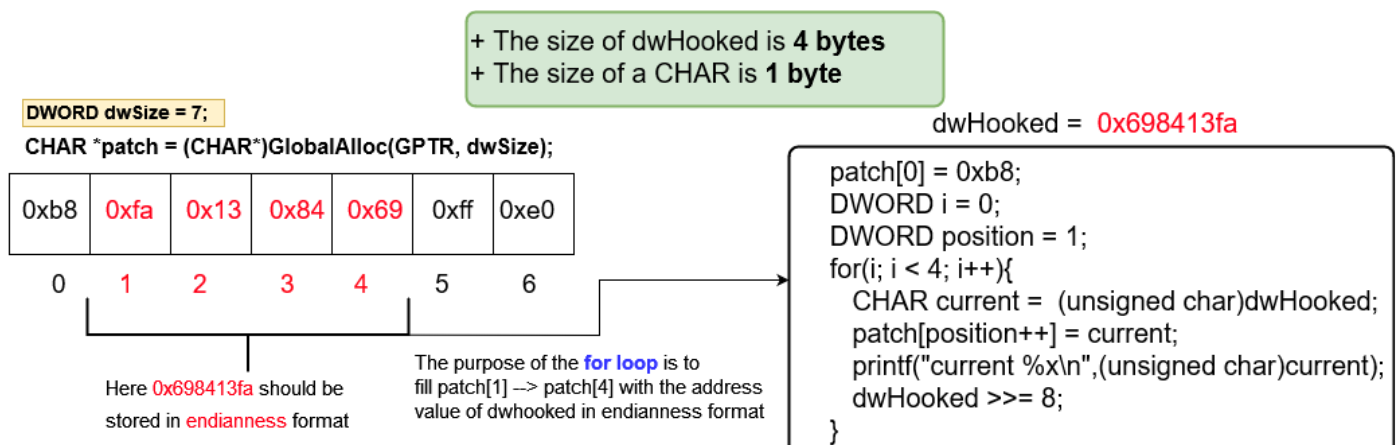 + The size of dwHooked is 4 bytes
+ The size of a CHAR is 1 byte
DWORD dwSize = 7;
CHAR *patch = (CHAR*)GlobalAlloc(GPTR, dwSize);
0xb8 0xfa 0x13 0x84 0x69 0xff 0xe0
0 1 2 3 4 5 6
Here 0x698413fa should be
stored in endianness format
The purpose of the for loop is to
fill patch[1] --> patch[4] with the address
value of dwhooked in endianness format
dwHooked = 0x698413fa
patch[0] = 0xb8;
DWORD i = 0;
DWORD position = 1;
for(i; i < 4; i++){
CHAR current = (unsigned char)dwHooked;
patch[position++] = current;
printf("current %x\n",(unsigned char)current);
dwHooked >>= 8;
}